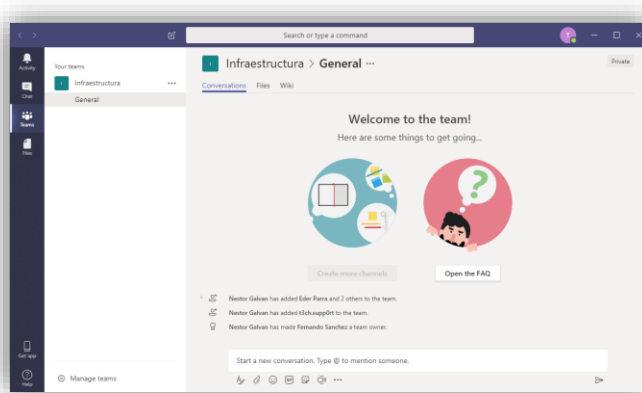 Search or type a command
T
Activity
Chat
Teams
Files
Get app
Help
Your teams
I
Infraestructura
General
Manage teams
I
Infraestructura > General
Private
Conversations Files Wiki
Welcome to the team!
Here are some things to get going...
Create more channels
Open the FAQ
Nestor Galvan has added Eder Parra and 2 others to the team.
Nestor Galvan has added t3ch.supp0rt to the team.
Nestor Galvan has made Fernando Sanchez a team owner.
Start a new conversation. Type @ to mention someone.